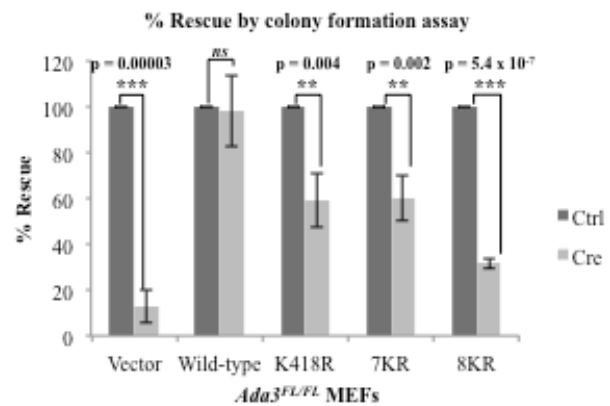 % Rescue by colony formation assay
120
100
80
60
40
20
0
% Rescue
p = 0.00003
***
ns
p = 0.004
**
p = 0.002
**
p = 5.4 x 10⁻⁷
***
Ctrl
Cre
Vector Wild-type K418R 7KR 8KR
Ada3ᶠᴸ/ᶠᴸ MEFs